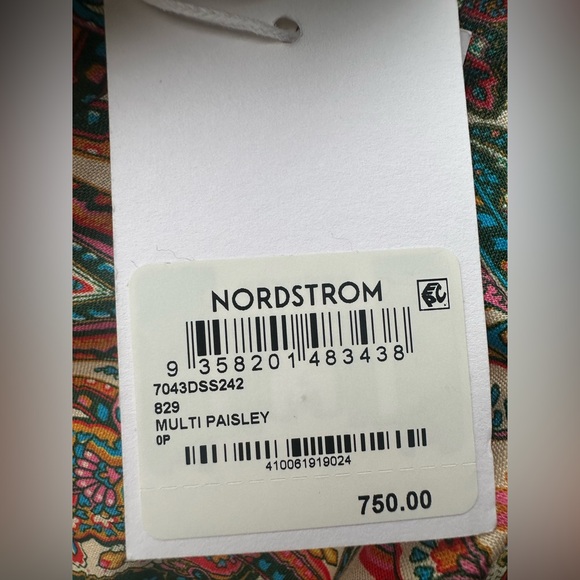 NORDSTROM
9 358201 483438
7043DSS242
829
MULTI PAISLEY
0P
410061919024
750.00